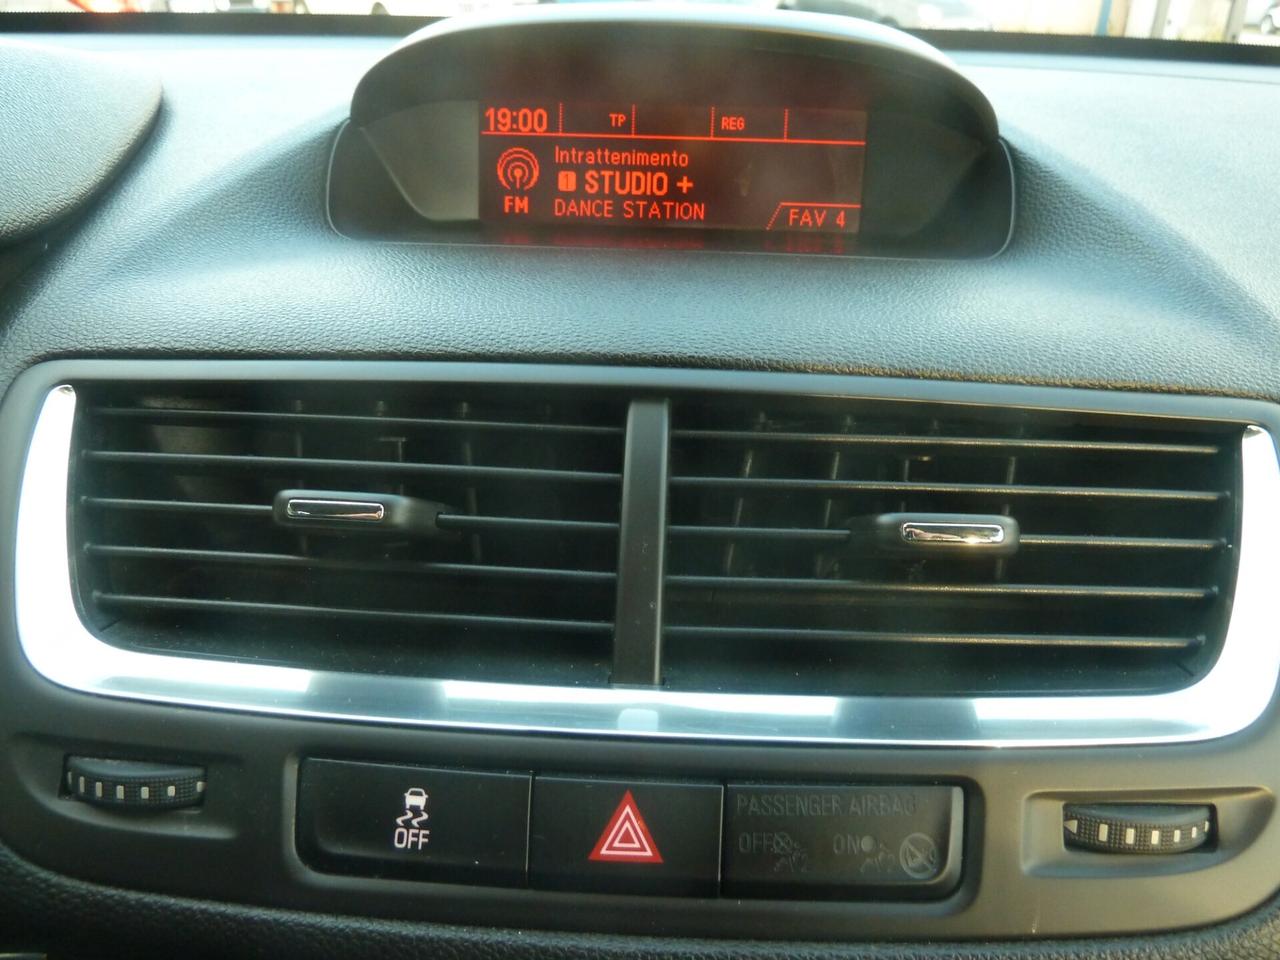 19:00 TP REG
Intrattenimento
1 STUDIO +
FM DANCE STATION
FAV 4
OFF
PASSENGER AIRBAG
OFF ON